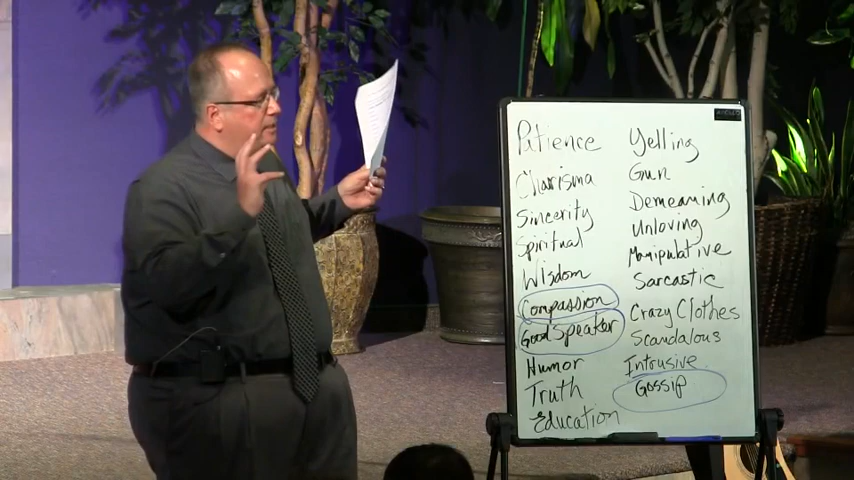 Patience
Charisma
Sincerity
Spiritual
Wisdom
Compassion
Good Speaker
Humor
Truth
Education
Yelling
Gun
Demeaning
Unloving
Manipulative
Sarcastic
Crazy Clothes
Scandalous
Intrusive
Gossip